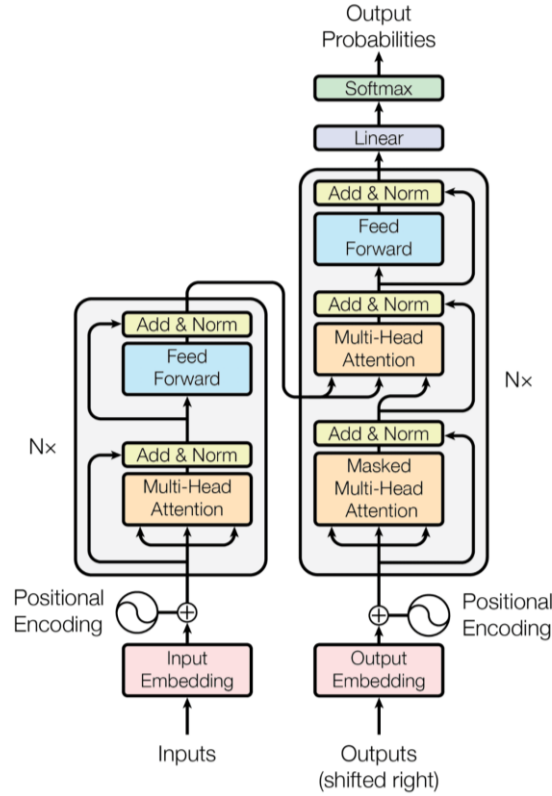 Output
Probabilities
Softmax
Linear
Add & Norm
Feed
Forward
Add & Norm
Multi-Head
Attention
Nx
Add & Norm
Masked
Multi-Head
Attention
Add & Norm
Feed
Forward
Nx
Add & Norm
Multi-Head
Attention
Positional
Encoding
Positional
Encoding
Input
Embedding
Output
Embedding
Inputs
Outputs
(shifted right)